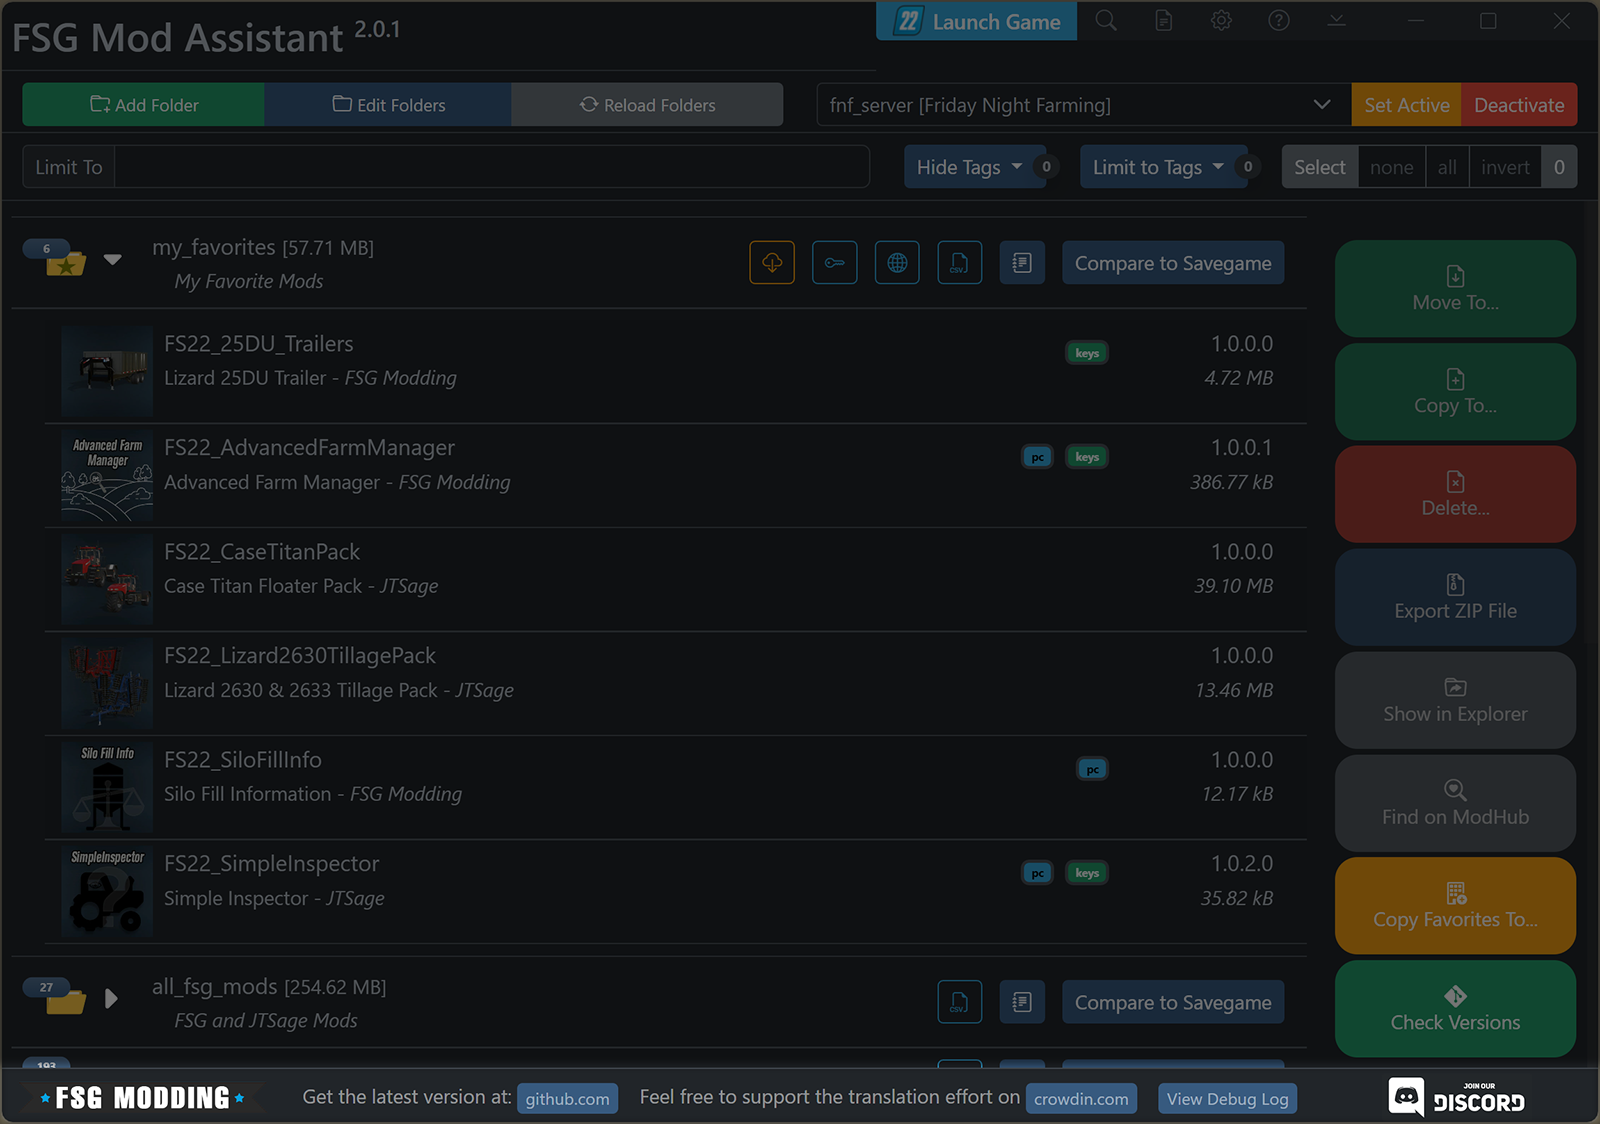 FSG Mod Assistant 2.0.1
22 Launch Game
Add Folder
Edit Folders
Reload Folders
fnf_server [Friday Night Farming]
Set Active
Deactivate
Limit To
Hide Tags 0
Limit to Tags 0
Select none all invert 0
6
my_favorites [57.71 MB]
My Favorite Mods
CSV
Compare to Savegame
FS22_25DU_Trailers
Lizard 25DU Trailer - FSG Modding
keys
1.0.0.0
4.72 MB
Advanced Farm
Manager
FS22_AdvancedFarmManager
Advanced Farm Manager - FSG Modding
pc keys
1.0.0.1
386.77 kB
FS22_CaseTitanPack
Case Titan Floater Pack - JTSage
1.0.0.0
39.10 MB
FS22_Lizard2630TillagePack
Lizard 2630 & 2633 Tillage Pack - JTSage
1.0.0.0
13.46 MB
Silo Fill Info
FS22_SiloFillInfo
Silo Fill Information - FSG Modding
pc
1.0.0.0
12.17 kB
SimpleInspector
FS22_SimpleInspector
Simple Inspector - JTSage
pc keys
1.0.2.0
35.82 kB
27
all_fsg_mods [254.62 MB]
FSG and JTSage Mods
CSV
Compare to Savegame
193
Move To...
Copy To...
Delete...
Export ZIP File
Show in Explorer
Find on ModHub
Copy Favorites To...
Check Versions
FSG MODDING
Get the latest version at: github.com
Feel free to support the translation effort on crowdin.com
View Debug Log
JOIN OUR
DISCORD